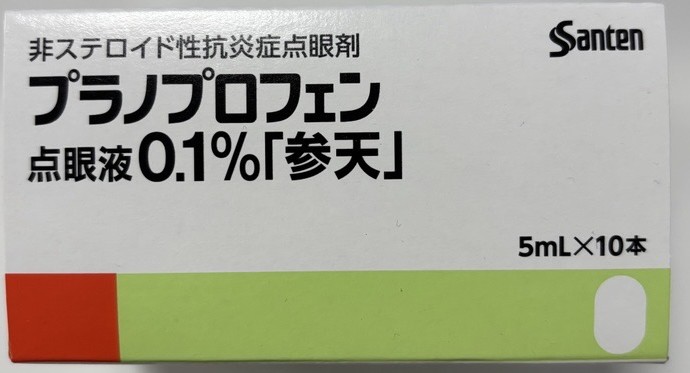 非ステロイド性抗炎症点眼剤
Santen
プラノプロフェン
点眼液0.1%「参天」
5mL×10本